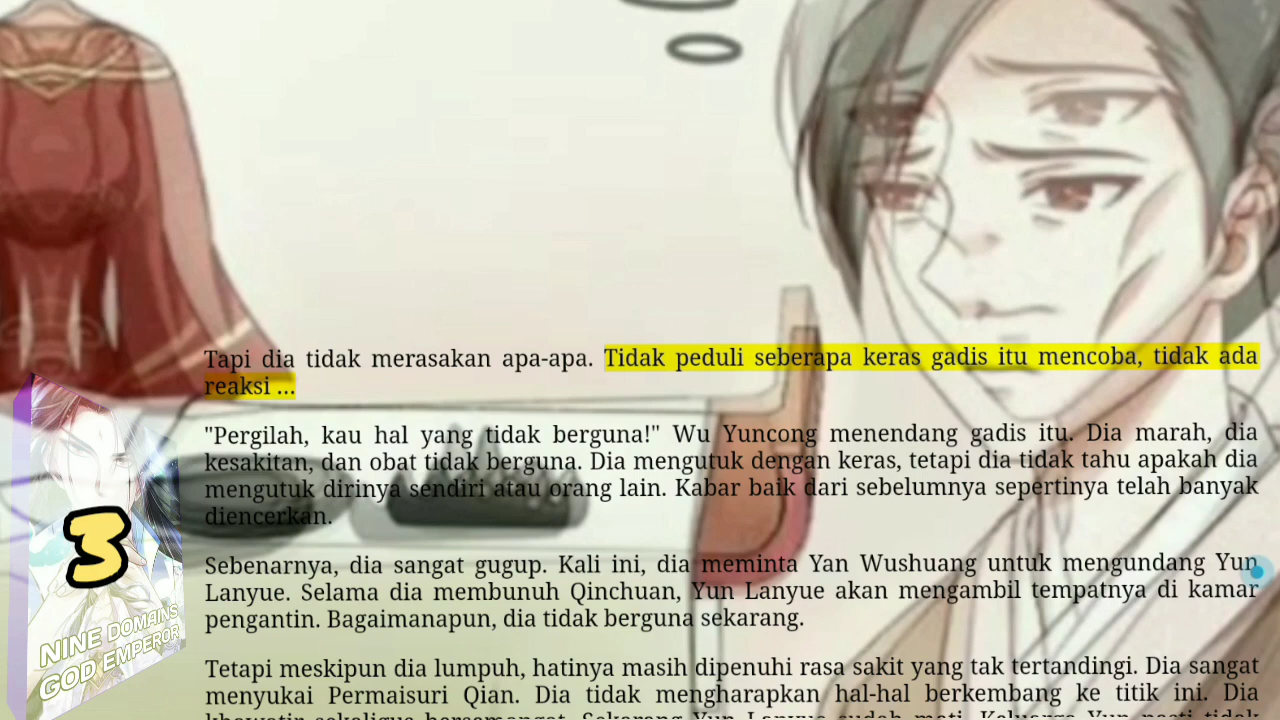 Tapi dia tidak merasakan apa-apa. Tidak peduli seberapa keras gadis itu mencoba, tidak ada
reaksi ...
"Pergilah, kau hal yang tidak berguna!" Wu Yuncong menendang gadis itu. Dia marah, dia
kesakitan, dan obat tidak berguna. Dia mengutuk dengan keras, tetapi dia tidak tahu apakah dia
mengutuk dirinya sendiri atau orang lain. Kabar baik dari sebelumnya sepertinya telah banyak
diencerkan.
Sebenarnya, dia sangat gugup. Kali ini, dia meminta Yan Wushuang untuk mengundang Yun
Lanyue. Selama dia membunuh Qinchuan, Yun Lanyue akan mengambil tempatnya di kamar
pengantin. Bagaimanapun, dia tidak berguna sekarang.
Tetapi meskipun dia lumpuh, hatinya masih dipenuhi rasa sakit yang tak tertandingi. Dia sangat
menyukai Permaisuri Qian. Dia tidak mengharapkan hal-hal berkembang ke titik ini. Dia
3
NINE DOMAINS
GOD EMPEROR